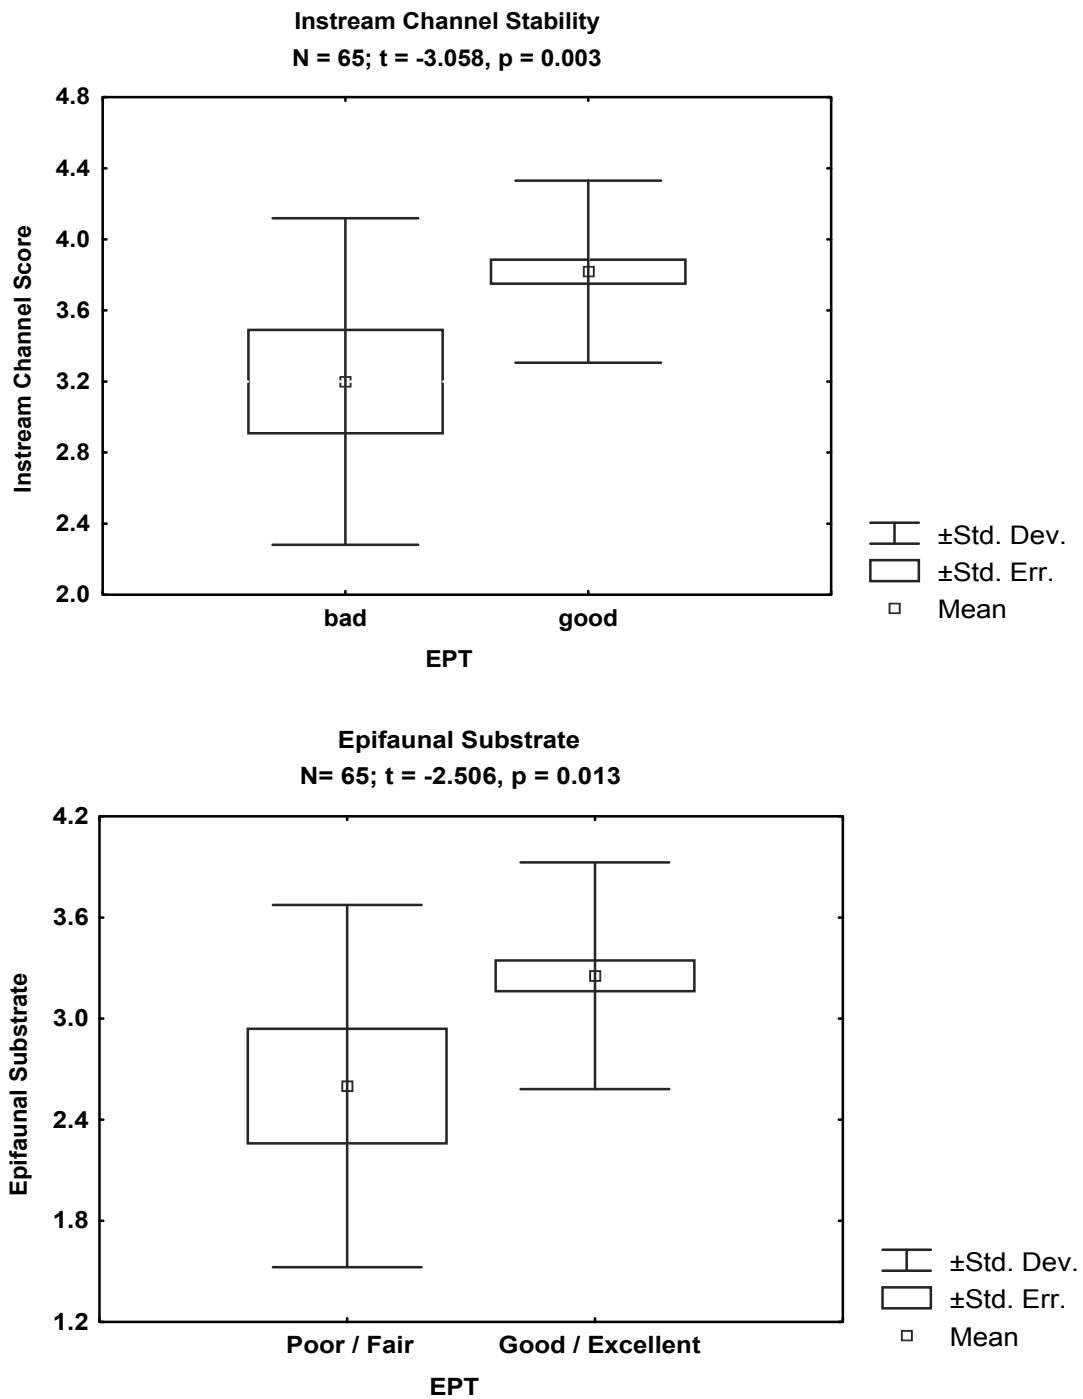 Instream Channel Stability
N = 65; t = -3.058, p = 0.003
4.8
4.4
4.0
3.6
3.2
2.8
2.4
2.0
Instream Channel Score
bad
good
EPT
±Std. Dev.
±Std. Err.
Mean
Epifaunal Substrate
N= 65; t = -2.506, p = 0.013
4.2
3.6
3.0
2.4
1.8
1.2
Epifaunal Substrate
Poor / Fair
Good / Excellent
EPT
±Std. Dev.
±Std. Err.
Mean